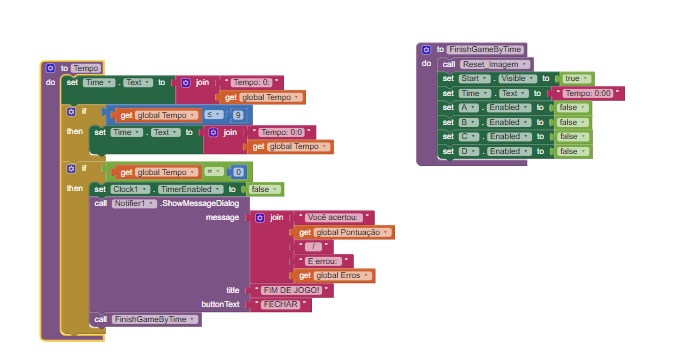 to Tempo
do set Time . Text to join " Tempo: 0: "
get global Tempo
if get global Tempo ≤ 9
then set Time . Text to join " Tempo: 0:0 "
get global Tempo
if get global Tempo = 0
then set Clock1 . TimerEnabled to false
call Notifier1 .ShowMessageDialog
message join " Você acertou: "
get global Pontuação
" / "
" E errou: "
get global Erros
title " FIM DE JOGO! "
buttonText " FECHAR "
call FinishGameByTime
to FinishGameByTime
do call Reset_Imagem
set Start . Visible to true
set Time . Text to " Tempo: 0:00 "
set A . Enabled to false
set B . Enabled to false
set C . Enabled to false
set D . Enabled to false